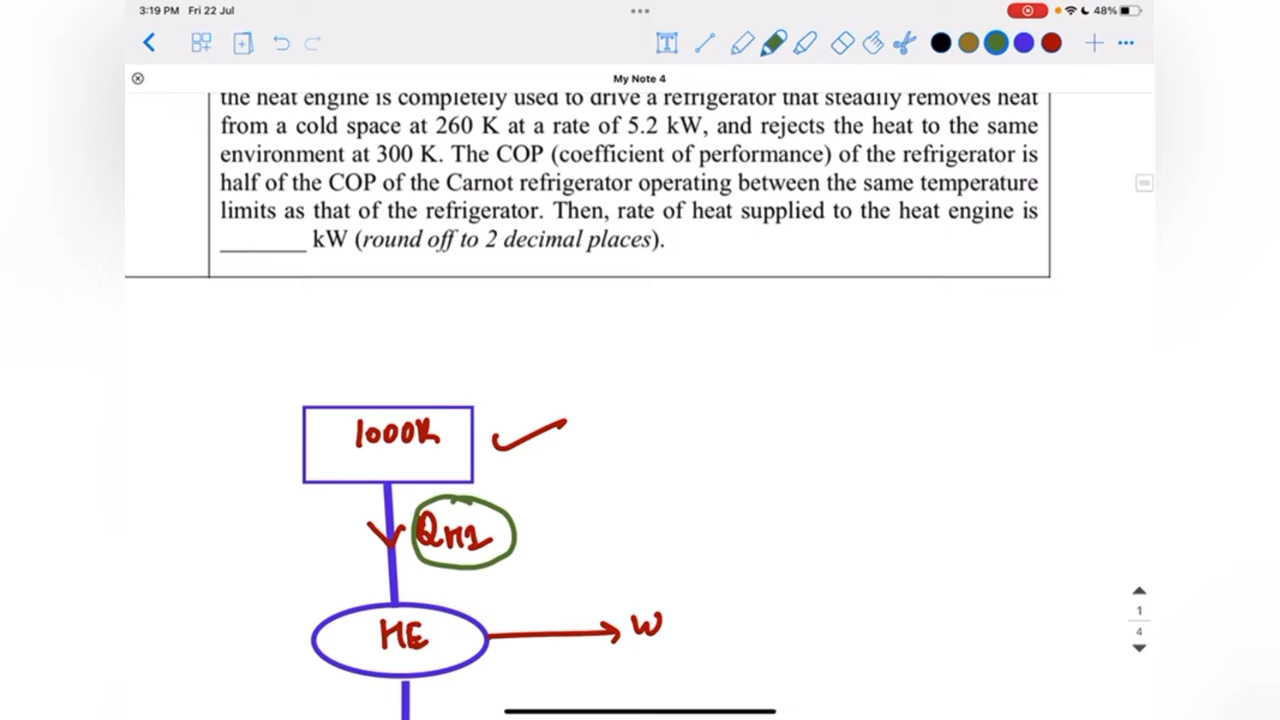 3:19 PM Fri 22 Jul
48%
My Note 4
the heat engine is completely used to drive a refrigerator that steadily removes heat
from a cold space at 260 K at a rate of 5.2 kW, and rejects the heat to the same
environment at 300 K. The COP (coefficient of performance) of the refrigerator is
half of the COP of the Carnot refrigerator operating between the same temperature
limits as that of the refrigerator. Then, rate of heat supplied to the heat engine is
________ kW (round off to 2 decimal places).
1000K
QH1
HE
W
1
4